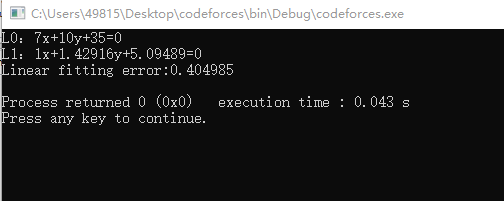 C:\Users\49815\Desktop\codeforces\bin\Debug\codeforces.exe
L0: 7x+10y+35=0
L1: 1x+1.42916y+5.09489=0
Linear fitting error:0.404985
Process returned 0 (0x0)   execution time : 0.043 s
Press any key to continue.